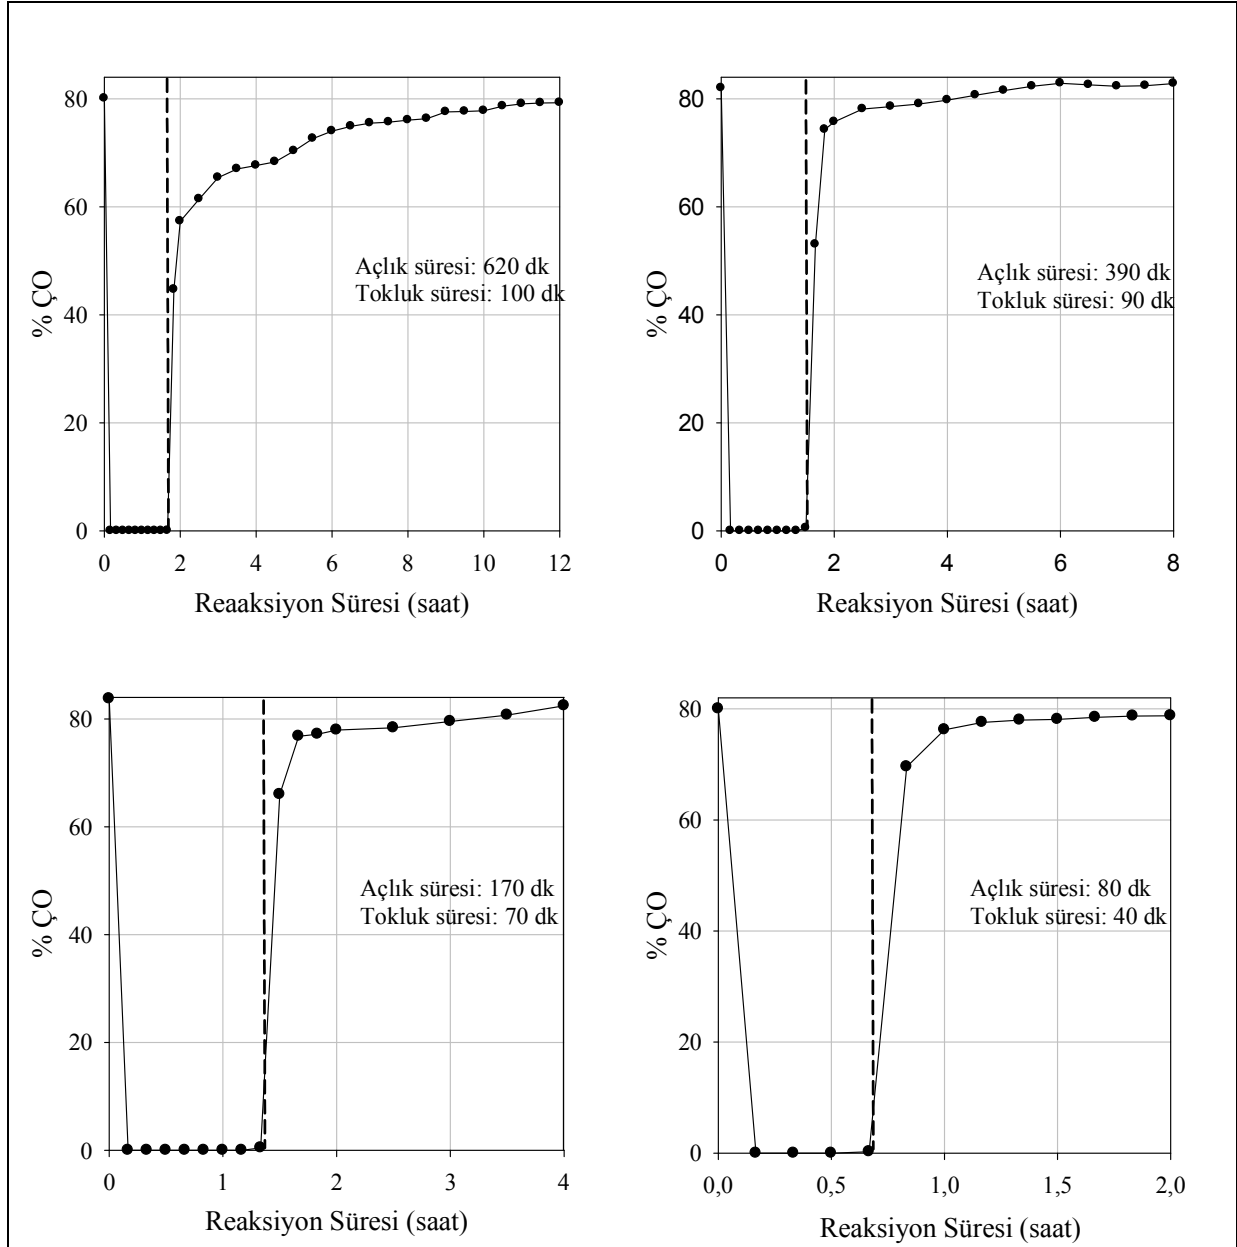 80
60
40
20
0
% ÇO
Açlık süresi: 620 dk
Tokluk süresi: 100 dk
0 2 4 6 8 10 12
Reaaksiyon Süresi (saat)
80
60
40
20
0
% ÇO
Açlık süresi: 390 dk
Tokluk süresi: 90 dk
0 2 4 6 8
Reaksiyon Süresi (saat)
80
60
40
20
0
% ÇO
Açlık süresi: 170 dk
Tokluk süresi: 70 dk
0 1 2 3 4
Reaksiyon Süresi (saat)
80
60
40
20
0
% ÇO
Açlık süresi: 80 dk
Tokluk süresi: 40 dk
0,0 0,5 1,0 1,5 2,0
Reaksiyon Süresi (saat)